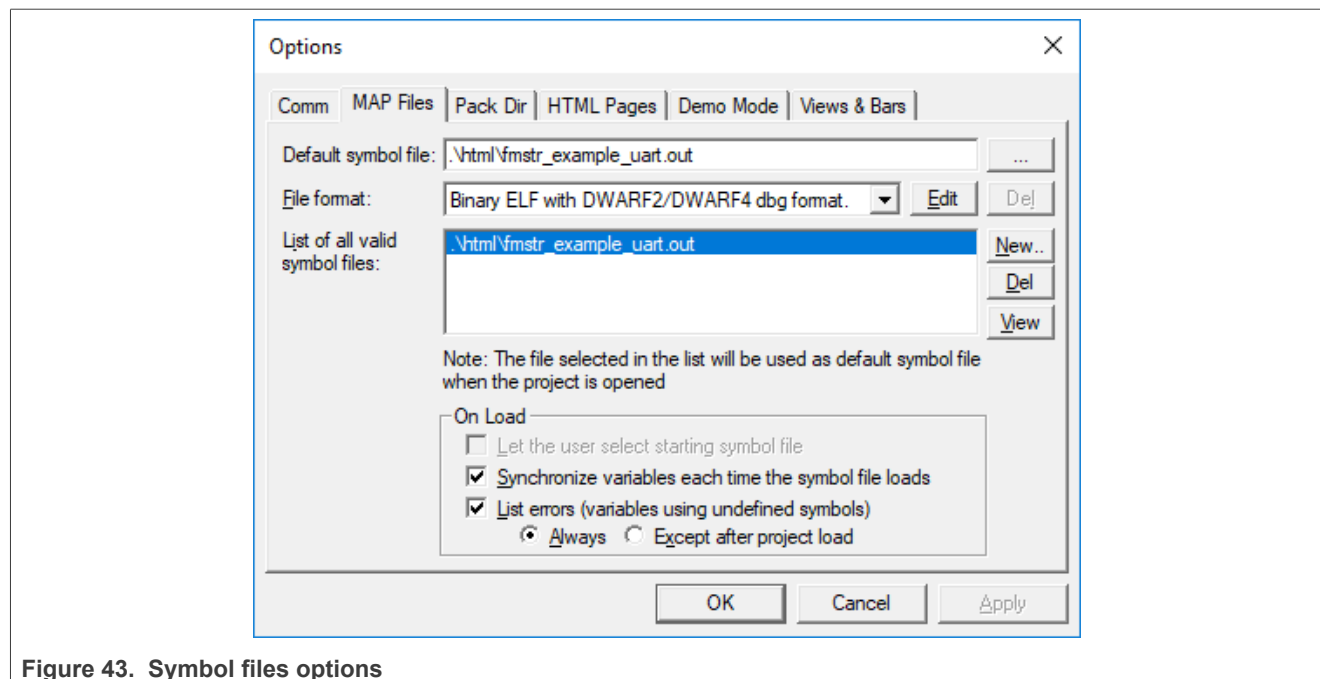 Options
Comm MAP Files Pack Dir HTML Pages Demo Mode Views & Bars
Default symbol file: .\html\fmstr_example_uart.out ...
File format: Binary ELF with DWARF2/DWARF4 dbg format. Edit Del
List of all valid
symbol files:
.\html\fmstr_example_uart.out
New..
Del
View
Note: The file selected in the list will be used as default symbol file
when the project is opened
On Load
Let the user select starting symbol file
Synchronize variables each time the symbol file loads
List errors (variables using undefined symbols)
Always Except after project load
OK Cancel Apply
Figure 43. Symbol files options